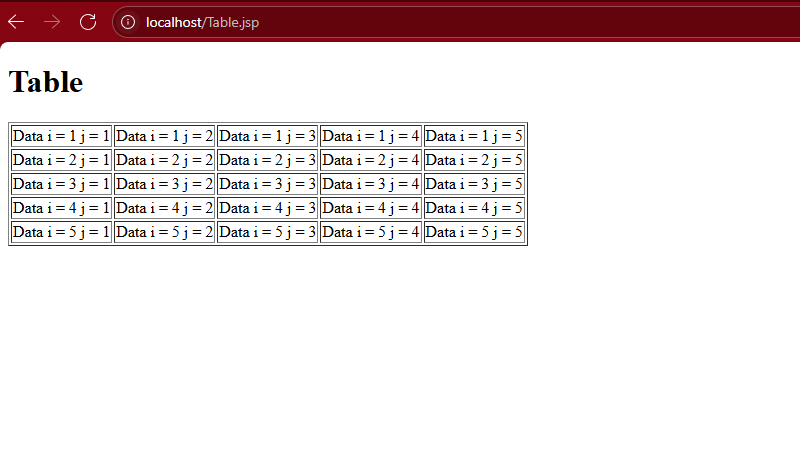 localhost/Table.jsp
Table
Data i = 1 j = 1 Data i = 1 j = 2 Data i = 1 j = 3 Data i = 1 j = 4 Data i = 1 j = 5
Data i = 2 j = 1 Data i = 2 j = 2 Data i = 2 j = 3 Data i = 2 j = 4 Data i = 2 j = 5
Data i = 3 j = 1 Data i = 3 j = 2 Data i = 3 j = 3 Data i = 3 j = 4 Data i = 3 j = 5
Data i = 4 j = 1 Data i = 4 j = 2 Data i = 4 j = 3 Data i = 4 j = 4 Data i = 4 j = 5
Data i = 5 j = 1 Data i = 5 j = 2 Data i = 5 j = 3 Data i = 5 j = 4 Data i = 5 j = 5